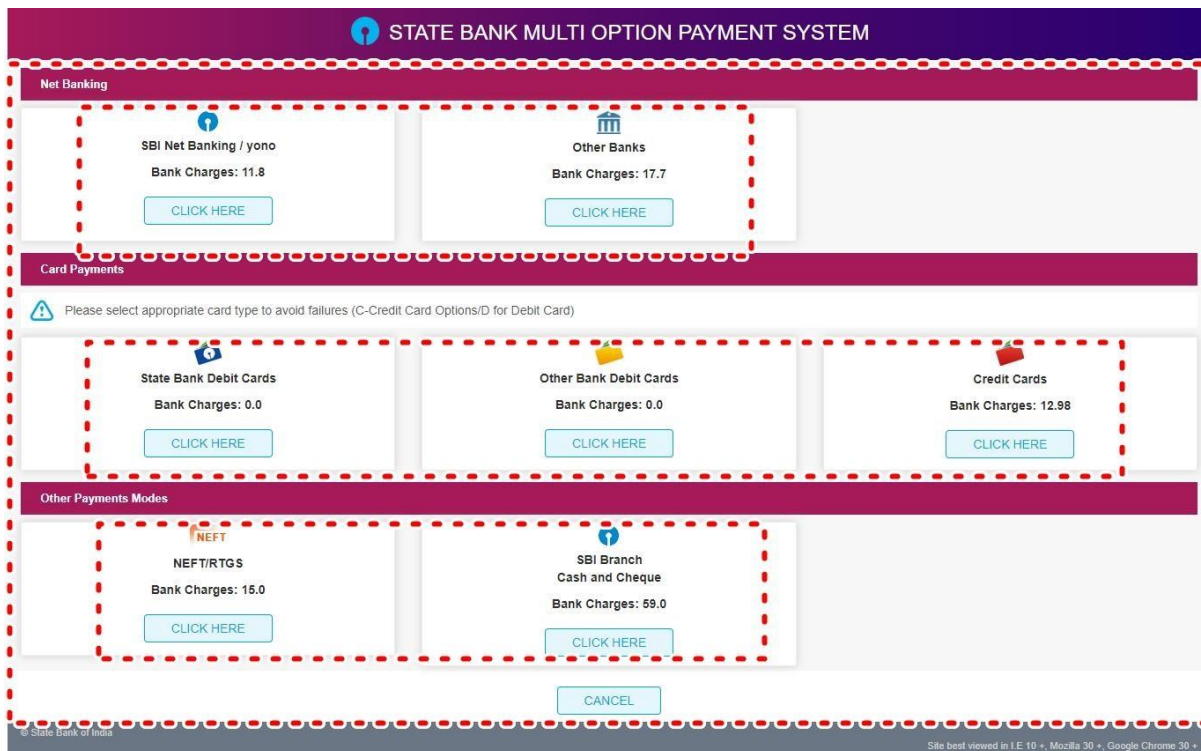 STATE BANK MULTI OPTION PAYMENT SYSTEM
Net Banking
SBI Net Banking / yono
Bank Charges: 11.8
CLICK HERE
Other Banks
Bank Charges: 17.7
CLICK HERE
Card Payments
Please select appropriate card type to avoid failures (C-Credit Card Options/D for Debit Card)
State Bank Debit Cards
Bank Charges: 0.0
CLICK HERE
Other Bank Debit Cards
Bank Charges: 0.0
CLICK HERE
Credit Cards
Bank Charges: 12.98
CLICK HERE
Other Payments Modes
NEFT
NEFT/RTGS
Bank Charges: 15.0
CLICK HERE
SBI Branch
Cash and Cheque
Bank Charges: 59.0
CLICK HERE
CANCEL
© State Bank of India
Site best viewed in I.E 10 +, Mozilla 30 +, Google Chrome 30 +